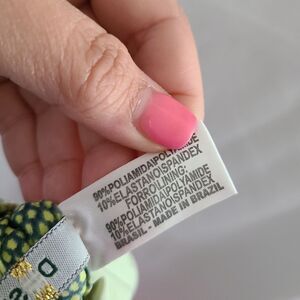 90%POLIAMIDA\POLYAMIDE
10%ELASTANO\SPANDEX
FORRO\LINING:
90%POLIAMIDA\POLYAMIDE
10%ELASTANO\SPANDEX
BRASIL - MADE IN BRAZIL